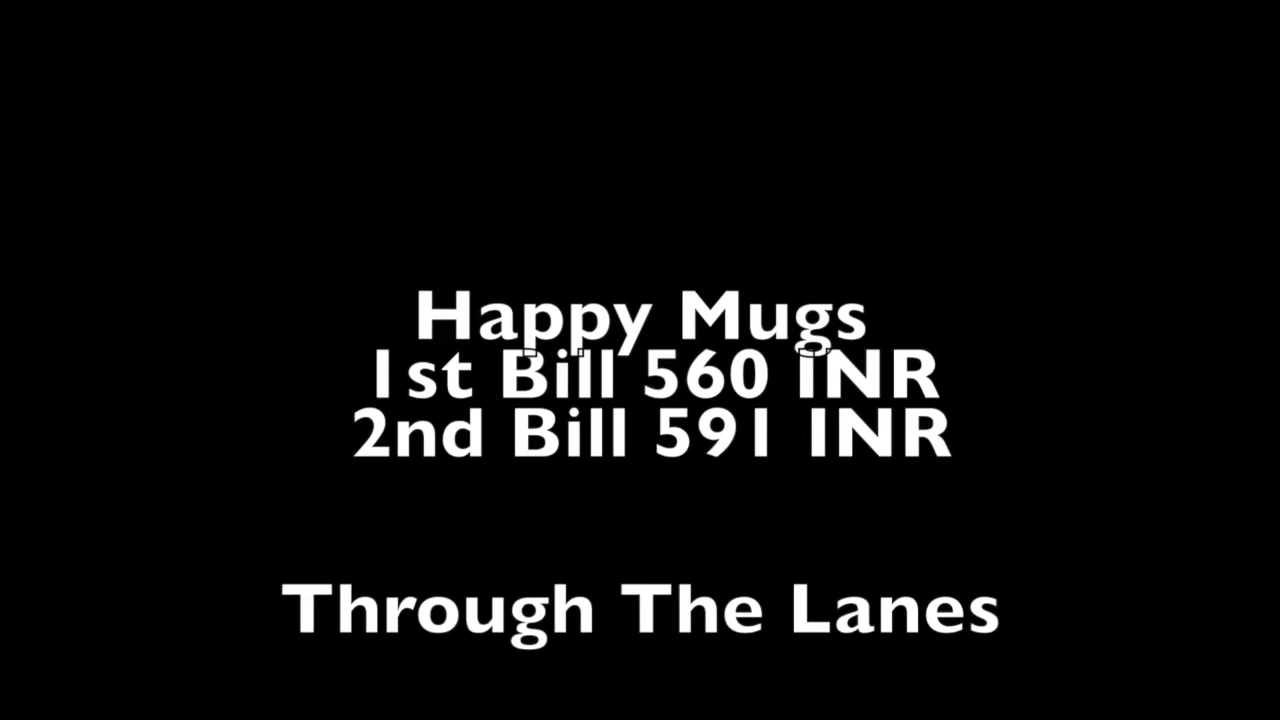 Happy Mugs
1st Bill 560 INR
2nd Bill 591 INR
Through The Lanes